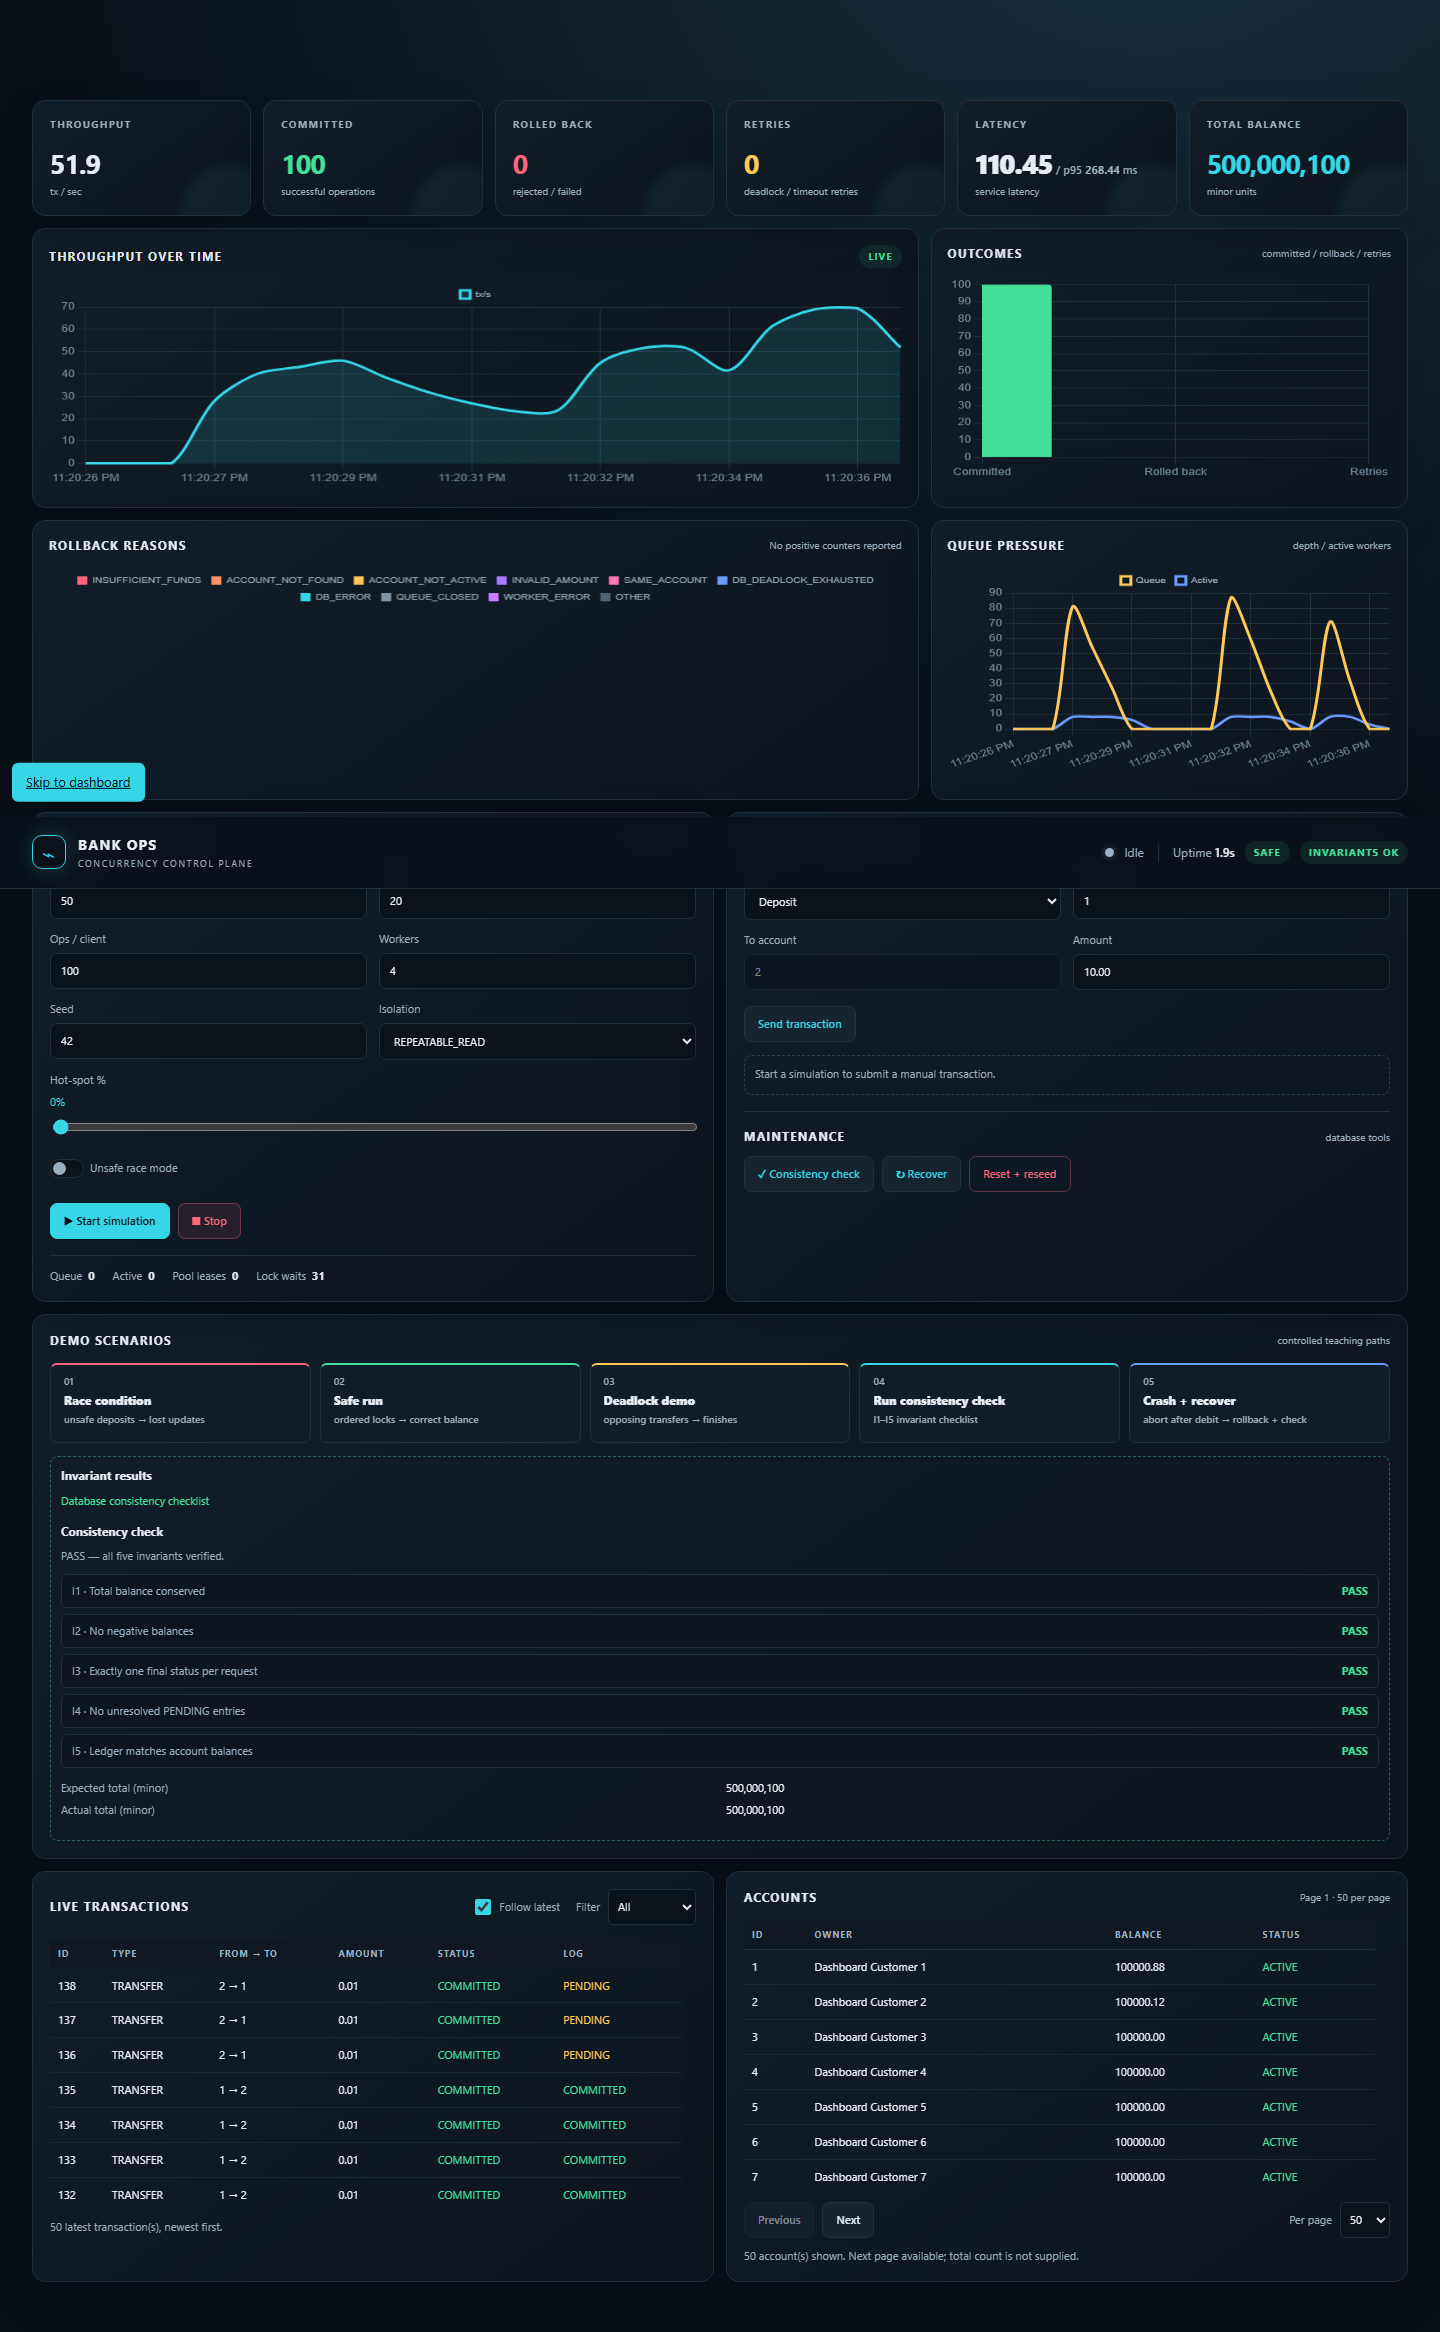 THROUGHPUT
51.9
tx / sec
COMMITTED
100
successful operations
ROLLED BACK
0
rejected / failed
RETRIES
0
deadlock / timeout retries
LATENCY
110.45 / p95 268.44 ms
service latency
TOTAL BALANCE
500,000,100
minor units
THROUGHPUT OVER TIME
LIVE
tx/s
70
60
50
40
30
20
10
0
11:20:26 PM 11:20:27 PM 11:20:29 PM 11:20:31 PM 11:20:32 PM 11:20:34 PM 11:20:36 PM
OUTCOMES
committed / rollback / retries
100
90
80
70
60
50
40
30
20
10
0
Committed Rolled back Retries
ROLLBACK REASONS
No positive counters reported
INSUFFICIENT_FUNDS ACCOUNT_NOT_FOUND ACCOUNT_NOT_ACTIVE INVALID_AMOUNT SAME_ACCOUNT DB_DEADLOCK_EXHAUSTED
DB_ERROR QUEUE_CLOSED WORKER_ERROR OTHER
QUEUE PRESSURE
depth / active workers
Queue Active
90
80
70
60
50
40
30
20
10
0
11:20:26 PM 11:20:27 PM 11:20:29 PM 11:20:31 PM 11:20:32 PM 11:20:34 PM 11:20:36 PM
Skip to dashboard
BANK OPS
CONCURRENCY CONTROL PLANE
Idle
Uptime 1.9s
SAFE
INVARIANTS OK
50
20
Ops / client
Workers
100
4
Seed
Isolation
42
REPEATABLE_READ
Hot-spot %
0%
Unsafe race mode
▶ Start simulation
■ Stop
Queue 0 Active 0 Pool leases 0 Lock waits 31
Deposit
1
To account
Amount
2
10.00
Send transaction
Start a simulation to submit a manual transaction.
MAINTENANCE
database tools
✓ Consistency check
↻ Recover
Reset + reseed
DEMO SCENARIOS
controlled teaching paths
01
Race condition
unsafe deposits → lost updates
02
Safe run
ordered locks → correct balance
03
Deadlock demo
opposing transfers → finishes
04
Run consistency check
I1–I5 invariant checklist
05
Crash + recover
abort after debit → rollback + check
Invariant results
Database consistency checklist
Consistency check
PASS — all five invariants verified.
I1 · Total balance conserved PASS
I2 · No negative balances PASS
I3 · Exactly one final status per request PASS
I4 · No unresolved PENDING entries PASS
I5 · Ledger matches account balances PASS
Expected total (minor) 500,000,100
Actual total (minor) 500,000,100
LIVE TRANSACTIONS
Follow latest
Filter
All
ID TYPE FROM → TO AMOUNT STATUS LOG
138 TRANSFER 2 → 1 0.01 COMMITTED PENDING
137 TRANSFER 2 → 1 0.01 COMMITTED PENDING
136 TRANSFER 2 → 1 0.01 COMMITTED PENDING
135 TRANSFER 1 → 2 0.01 COMMITTED COMMITTED
134 TRANSFER 1 → 2 0.01 COMMITTED COMMITTED
133 TRANSFER 1 → 2 0.01 COMMITTED COMMITTED
132 TRANSFER 1 → 2 0.01 COMMITTED COMMITTED
50 latest transaction(s), newest first.
ACCOUNTS
Page 1 · 50 per page
ID OWNER BALANCE STATUS
1 Dashboard Customer 1 100000.88 ACTIVE
2 Dashboard Customer 2 100000.12 ACTIVE
3 Dashboard Customer 3 100000.00 ACTIVE
4 Dashboard Customer 4 100000.00 ACTIVE
5 Dashboard Customer 5 100000.00 ACTIVE
6 Dashboard Customer 6 100000.00 ACTIVE
7 Dashboard Customer 7 100000.00 ACTIVE
Previous
Next
Per page
50
50 account(s) shown. Next page available; total count is not supplied.